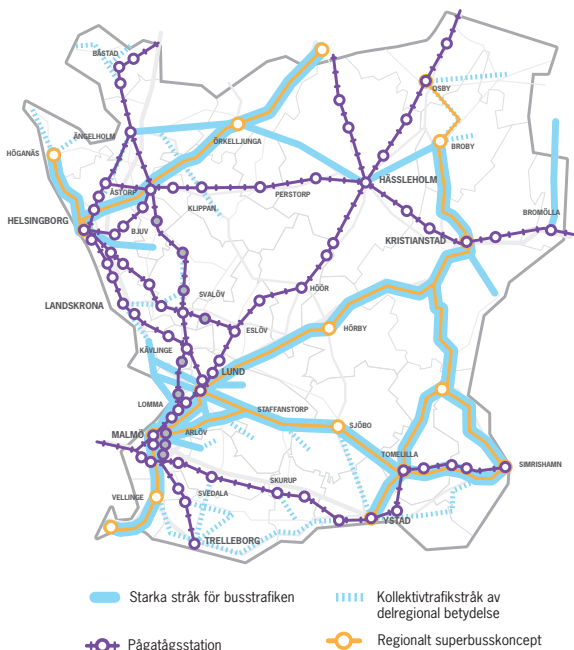 BÅSTAD
OSBY
ÄNGELHOLM
ÖRKELLJUNGA
BROBY
HÖGANÄS
HÄSSLEHOLM
ÅSTORP
PERSTORP
KLIPPAN
BROMÖLLA
HELSINGBORG
BJUV
KRISTIANSTAD
HÖÖR
SVALÖV
LANDSKRONA
ESLÖV
HÖRBY
KÄVLINGE
LUND
LOMMA
STAFFANSTORP
SJÖBO
MALMÖ
ARLÖV
TOMELILLA
SIMRISHAMN
SKURUP
SVEDALA
VELLINGE
YSTAD
TRELLEBORG
Starka stråk för busstrafiken
Kollektivtrafikstråk av
delregional betydelse
Pågatågsstation
Regionalt superbusskoncept